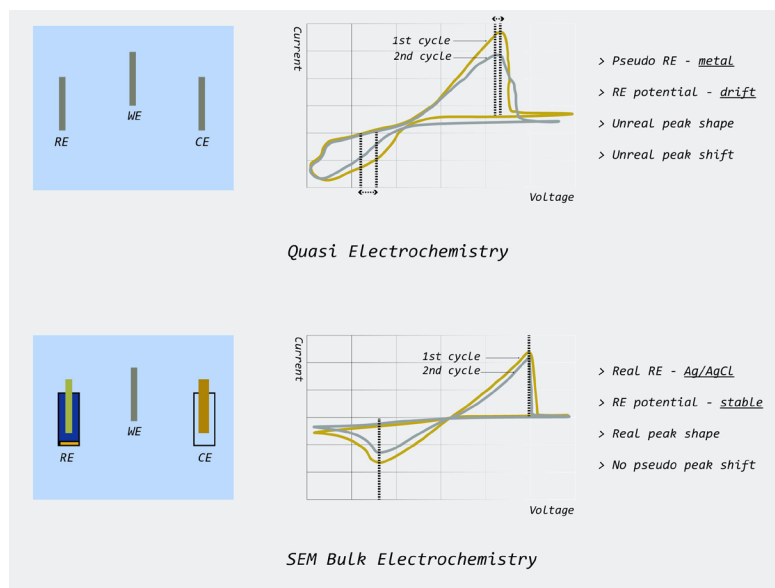 RE
WE
CE
Current
1st cycle
2nd cycle
Voltage
> Pseudo RE - metal
> RE potential - drift
> Unreal peak shape
> Unreal peak shift
Quasi Electrochemistry
RE
WE
CE
Current
1st cycle
2nd cycle
Voltage
> Real RE - Ag/AgCl
> RE potential - stable
> Real peak shape
> No pseudo peak shift
SEM Bulk Electrochemistry